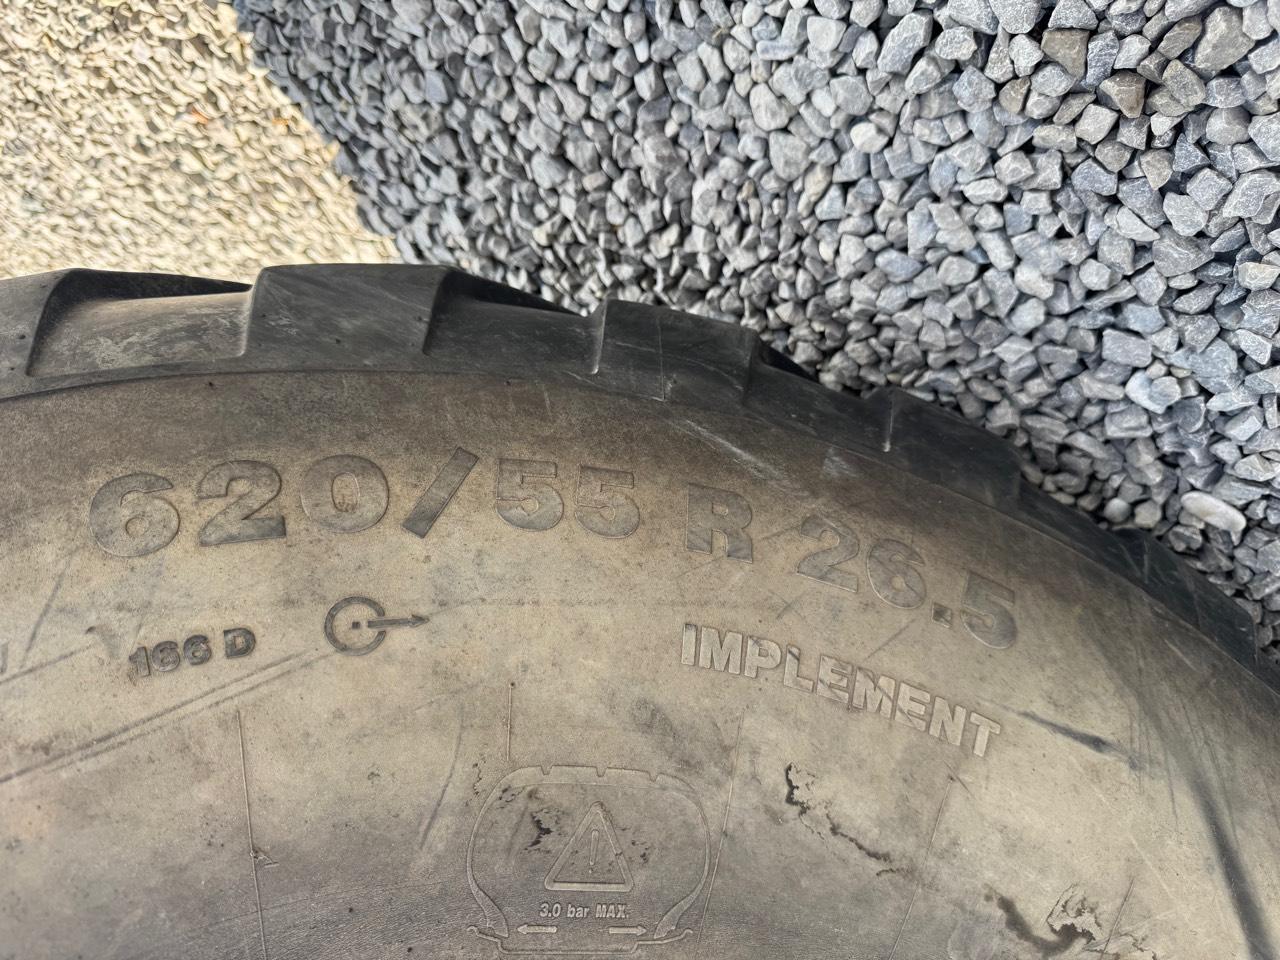 620/55 R 26.5
166 D
IMPLEMENT
3.0 bar MAX.